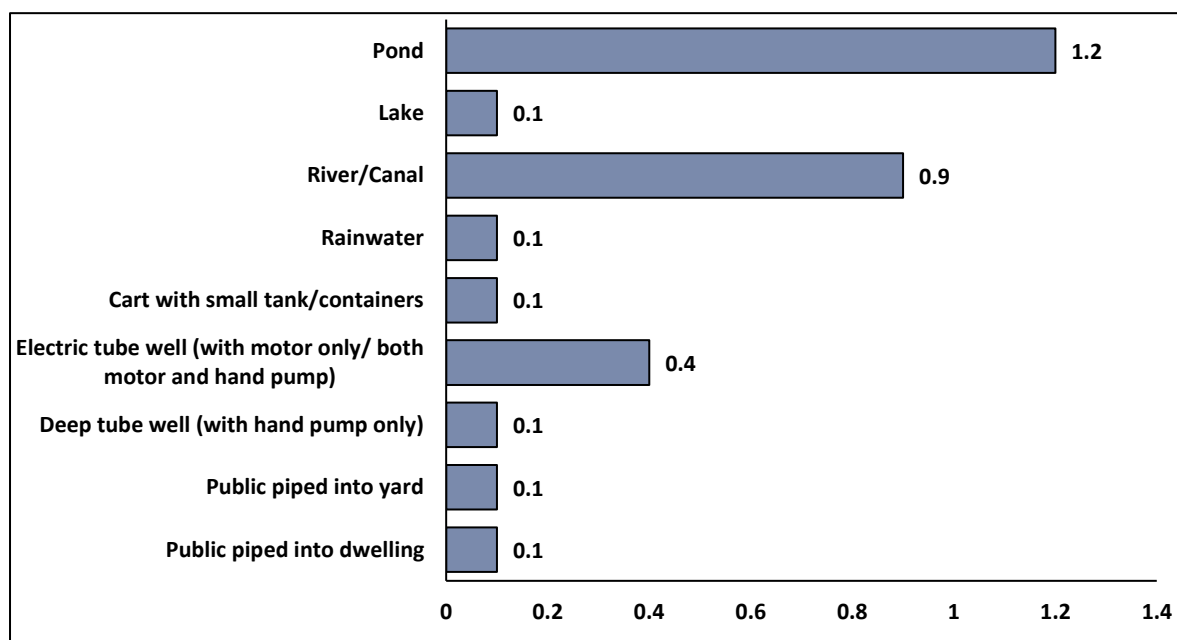 Pond
1.2
Lake
0.1
River/Canal
0.9
Rainwater
0.1
Cart with small tank/containers
0.1
Electric tube well (with motor only/ both
motor and hand pump)
0.4
Deep tube well (with hand pump only)
0.1
Public piped into yard
0.1
Public piped into dwelling
0.1
0 0.2 0.4 0.6 0.8 1 1.2 1.4